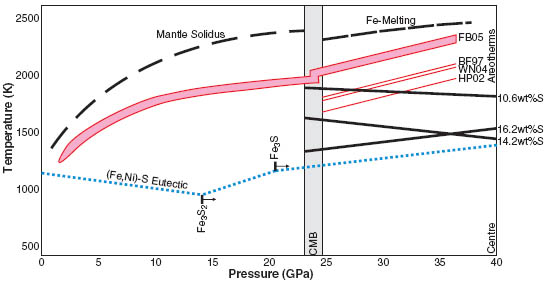 2500
2000
1500
1000
500
Temperature (K)
Mantle Solidus
Fe-Melting
FB05
BF97
WN04
HP02
Areotherms
10.6wt%S
16.2wt%S
14.2wt%S
(Fe,Ni)-S Eutectic
Fe3S2
Fe3S
CMB
Centre
0 5 10 15 20 25 30 35 40
Pressure (GPa)